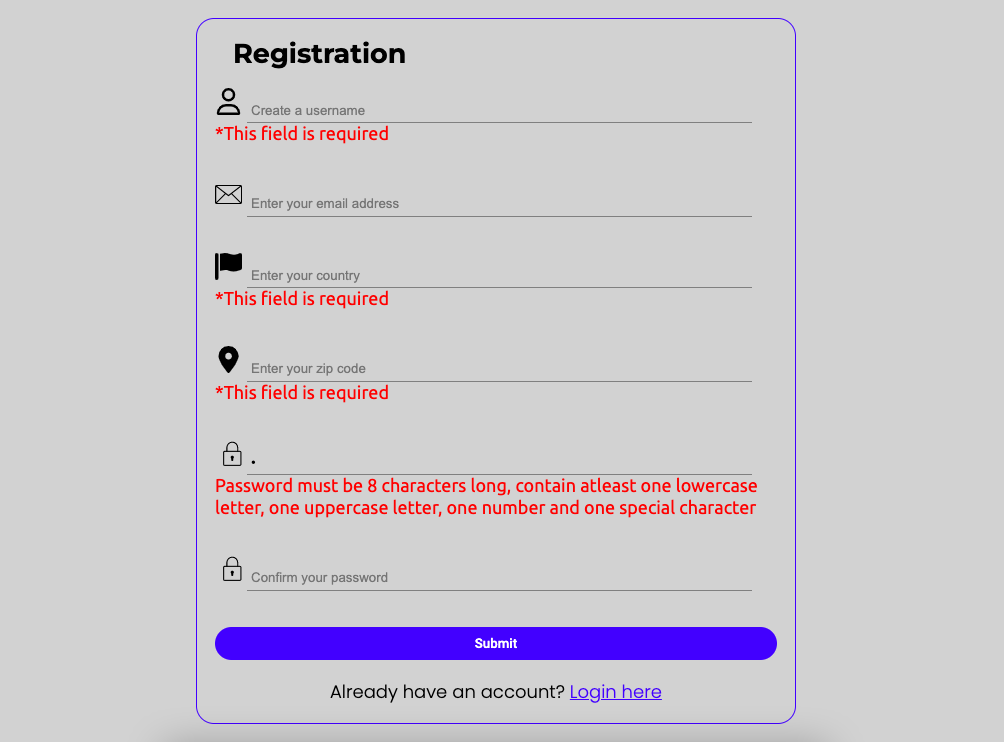 Registration
Create a username
*This field is required
Enter your email address
Enter your country
*This field is required
Enter your zip code
*This field is required
.
Password must be 8 characters long, contain atleast one lowercase
letter, one uppercase letter, one number and one special character
Confirm your password
Submit
Already have an account? Login here